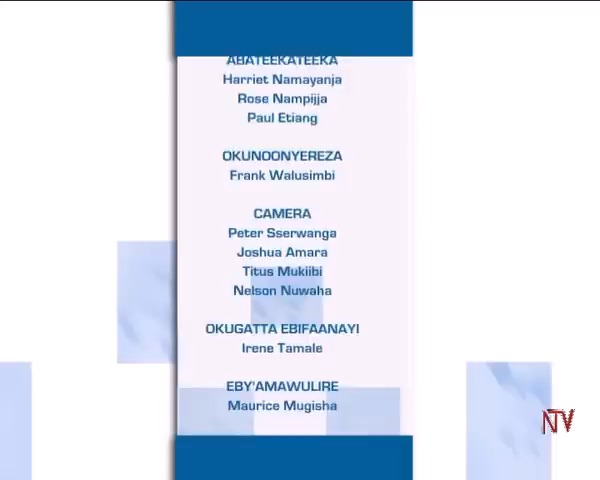 ABATEEKATEEKA
Harriet Namayanja
Rose Nampijja
Paul Etiang
OKUNOONYEREZA
Frank Walusimbi
CAMERA
Peter Sserwanga
Joshua Amara
Titus Mukiibi
Nelson Nuwaha
OKUGATTA EBIFAANAYI
Irene Tamale
EBY'AMAWULIRE
Maurice Mugisha
NTV